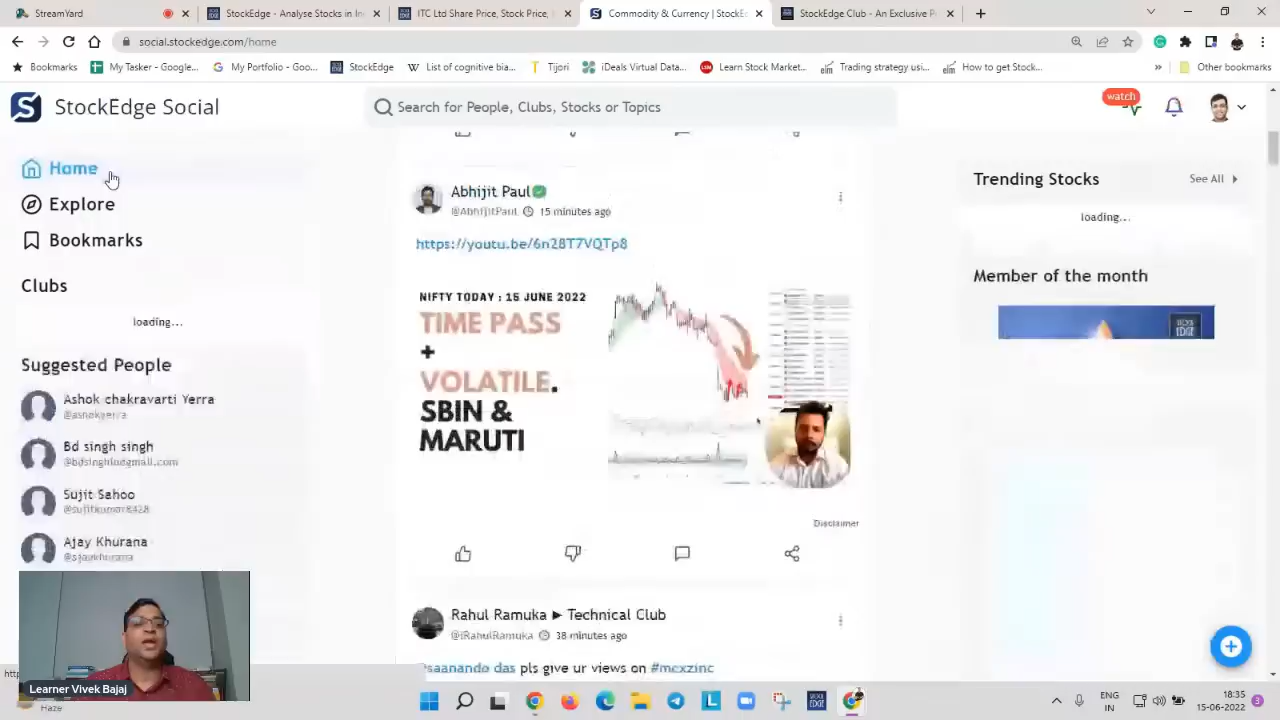 StreamYard
StockEdge - Analyse Stocks in In
ITC Ltd Share Price, Stock
Commodity & Currency | StockE
StockEdge Club - An Exclusive P
social.stockedge.com/home
Bookmarks
My Tasker - Google...
My Portfolio - Goo...
StockEdge
List of cognitive bia...
Tijori
iDeals Virtual Data...
Learn Stock Market...
Trading strategy usi...
How to get Stock...
Other bookmarks
StockEdge Social
Search for People, Clubs, Stocks or Topics
watch
Home
Explore
Bookmarks
Clubs
loading...
Suggested People
Ashok chakravarti Yerra
@ashokyerra
Bd singh singh
Sujit Sahoo
Ajay Khurana
Abhijit Paul
@AbhijitPaul 15 minutes ago
https://youtu.be/6n28T7VQTp8
NIFTY TODAY : 15 JUNE 2022
+
SBIN &
MARUTI
Disclaimer
Rahul Ramuka ▶ Technical Club
@iRahulRamuka 38 minutes ago
@saanando das pls give ur views on #mcxzinc
Trending Stocks
See All
loading...
Member of the month
STOCK EDGE
Learner Vivek Bajaj
Haze
ENG
IN
18:35
15-06-2022
3